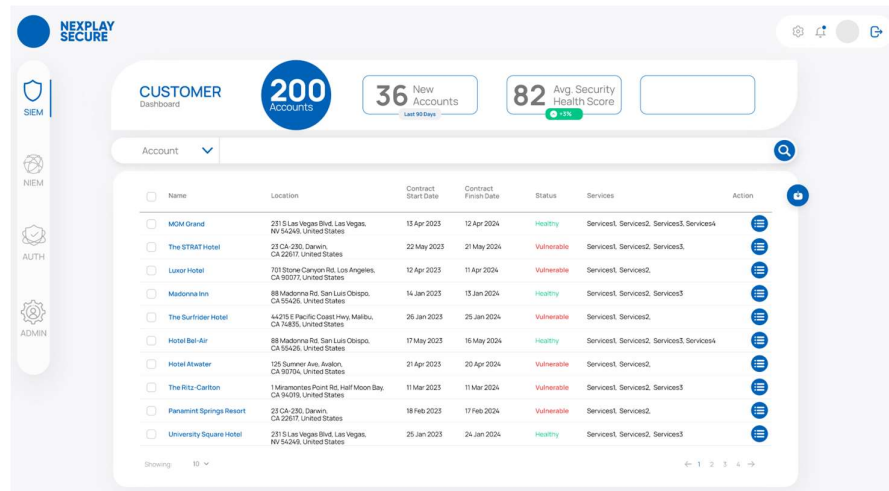 NEXPLAY
SECURE
SIEM
NIEM
AUTH
ADMIN
CUSTOMER
Dashboard
200
Accounts
36 New
Accounts
Last 90 Days
82 Avg. Security
Health Score
+3%
Account
Name Location Contract
Start Date Contract
Finish Date Status Services Action
MGM Grand 231 S Las Vegas Blvd, Las Vegas,
NV 54249, United States 13 Apr 2023 12 Apr 2024 Healthy Services1, Services2, Services3, Services4
The STRAT Hotel 23 CA-230, Darwin,
CA 22617, United States 22 May 2023 21 May 2024 Vulnerable Services1, Services2, Services3,
Luxor Hotel 701 Stone Canyon Rd, Los Angeles,
CA 90077, United States 12 Apr 2023 11 Apr 2024 Vulnerable Services1, Services2,
Madonna Inn 88 Madonna Rd, San Luis Obispo,
CA 55426, United States 14 Jan 2023 13 Jan 2024 Healthy Services1, Services2, Services3
The Surfrider Hotel 44215 E Pacific Coast Hwy, Malibu,
CA 74835, United States 26 Jan 2023 25 Jan 2024 Vulnerable Services1, Services2,
Hotel Bel-Air 88 Madonna Rd, San Luis Obispo,
CA 55426, United States 17 May 2023 16 May 2024 Healthy Services1, Services2, Services3, Services4
Hotel Atwater 125 Sumner Ave, Avalon,
CA 90704, United States 21 Apr 2023 20 Apr 2024 Vulnerable Services1, Services2,
The Ritz-Carlton 1 Miramontes Point Rd, Half Moon Bay,
CA 94019, United States 11 Mar 2023 11 Mar 2024 Vulnerable Services1, Services2, Services3
Panamint Springs Resort 23 CA-230, Darwin,
CA 22617, United States 18 Feb 2023 17 Feb 2024 Vulnerable Services1, Services2,
University Square Hotel 231 S Las Vegas Blvd, Las Vegas,
NV 54249, United States 25 Jan 2023 24 Jan 2024 Healthy Services1, Services2, Services3
Showing: 10 ← 1 2 3 4 →